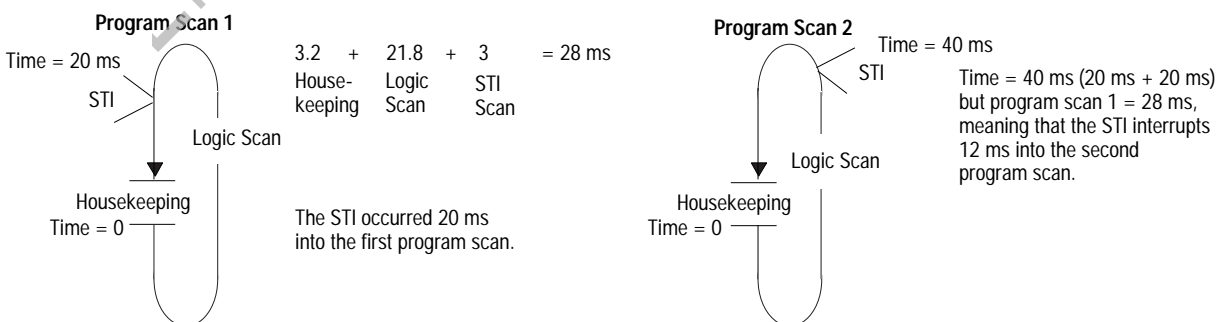 Program Scan 1
Time = 20 ms
STI
3.2 + 21.8 + 3 = 28 ms
House- Logic STI
keeping Scan Scan
Logic Scan
Housekeeping
Time = 0
The STI occurred 20 ms
into the first program scan.
Program Scan 2
Time = 40 ms
STI
Time = 40 ms (20 ms + 20 ms)
but program scan 1 = 28 ms,
meaning that the STI interrupts
12 ms into the second
program scan.
Logic Scan
Housekeeping
Time = 0